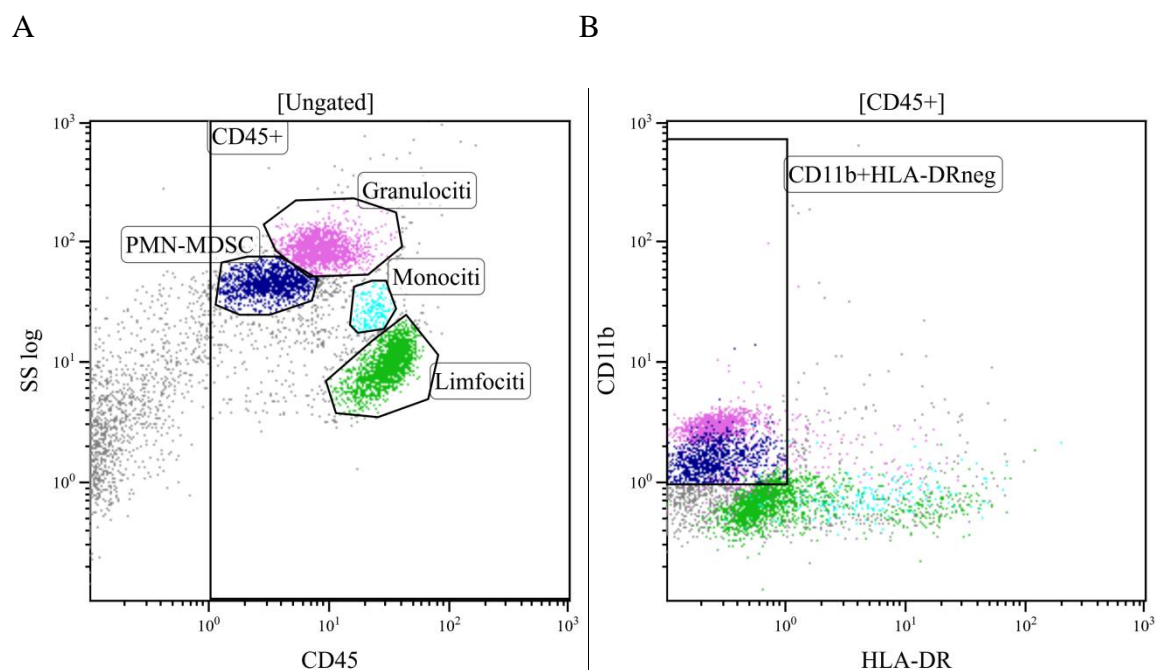 A
B
[Ungated]
CD45+
Granulociti
PMN-MDSC
Monociti
Limfociti
SS log
10³
10²
10¹
10⁰
10⁰
10¹
10²
10³
CD45
[CD45+]
CD11b+HLA-DRneg
CD11b
10³
10²
10¹
10⁰
10⁰
10¹
10²
10³
HLA-DR